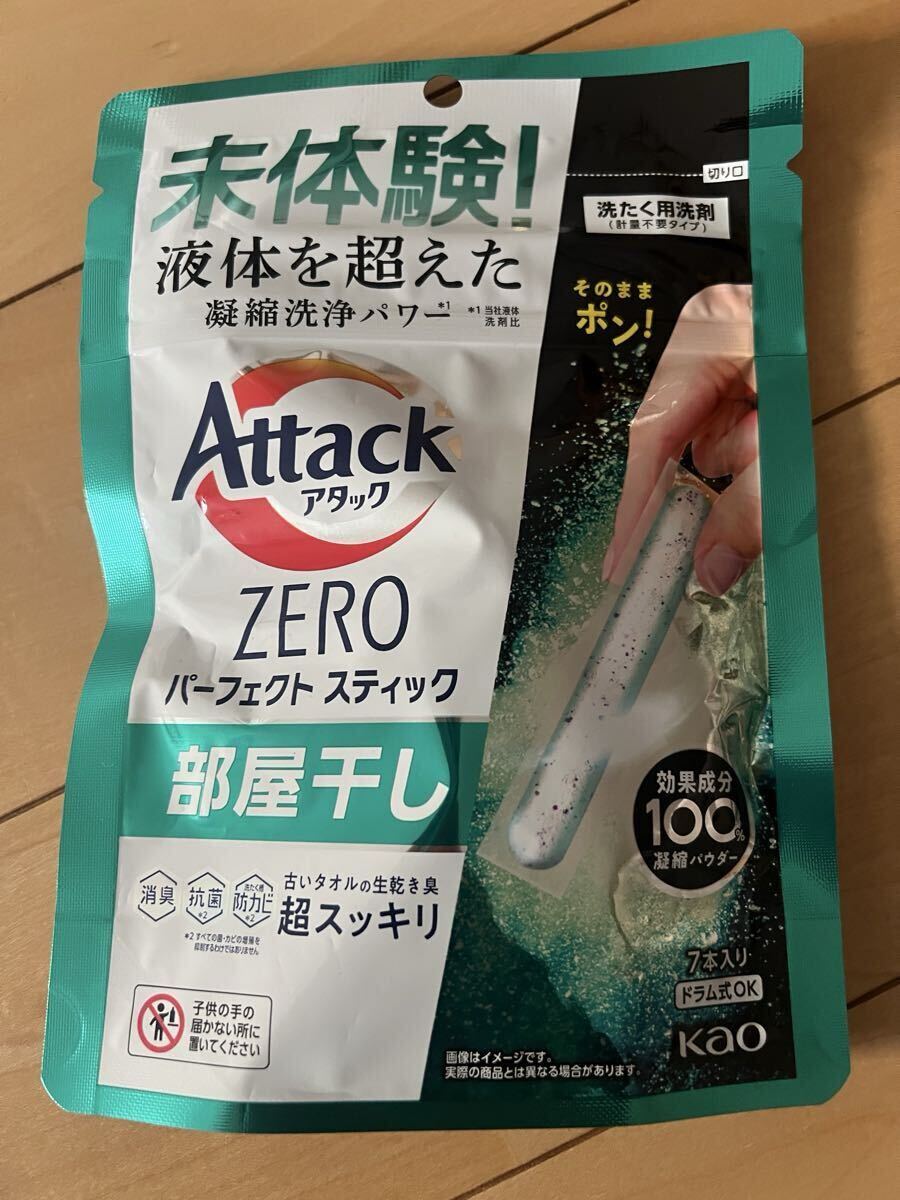 未体験!
液体を超えた
凝縮洗浄パワー*1
*1 当社液体
洗剤比
切り口
洗たく用洗剤
(計量不要タイプ)
そのまま
ポン!
Attack
アタック
ZERO
パーフェクト スティック
部屋干し
消臭
抗菌
*2
洗たく槽
防カビ
*2
*2 すべての菌・カビの増殖を
抑制するわけではありません
古いタオルの生乾き臭
超スッキリ
効果成分
100%
凝縮パウダー
子供の手の
届かない所に
置いてください
7本入り
ドラム式OK
Kao
画像はイメージです。
実際の商品とは異なる場合があります。